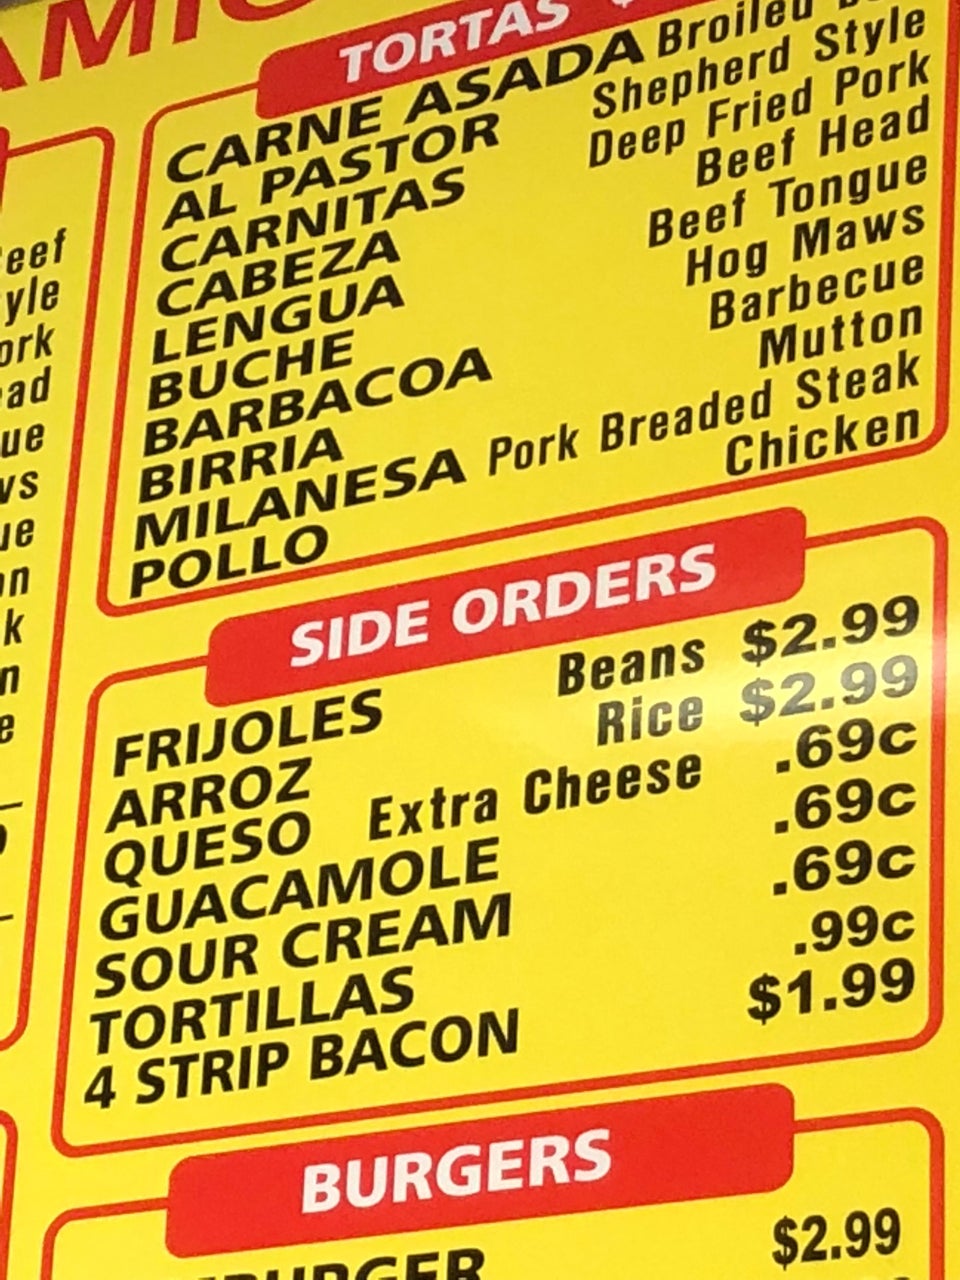 TORTAS
CARNE ASADA Broiled
AL PASTOR Shepherd Style
CARNITAS Deep Fried Pork
CABEZA Beef Head
LENGUA Beef Tongue
BUCHE Hog Maws
BARBACOA Barbecue
BIRRIA Mutton
MILANESA Pork Breaded Steak
POLLO Chicken
SIDE ORDERS
FRIJOLES Beans $2.99
ARROZ Rice $2.99
QUESO Extra Cheese .69c
GUACAMOLE .69c
SOUR CREAM .69c
TORTILLAS .99c
4 STRIP BACON $1.99
BURGERS
$2.99